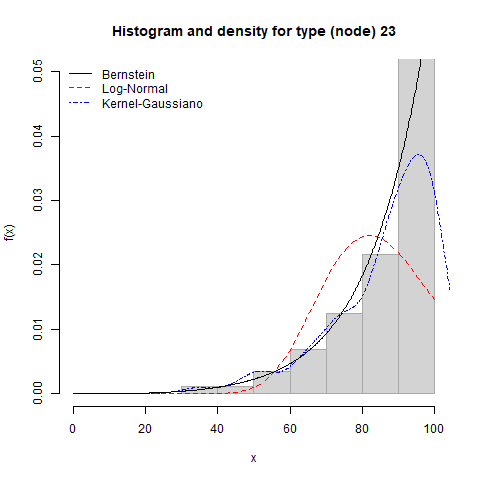 Histogram and density for type (node) 23
Bernstein
Log-Normal
Kernel-Gaussiano
f(x)
0.05
0.04
0.03
0.02
0.01
0.00
0 20 40 60 80 100
x